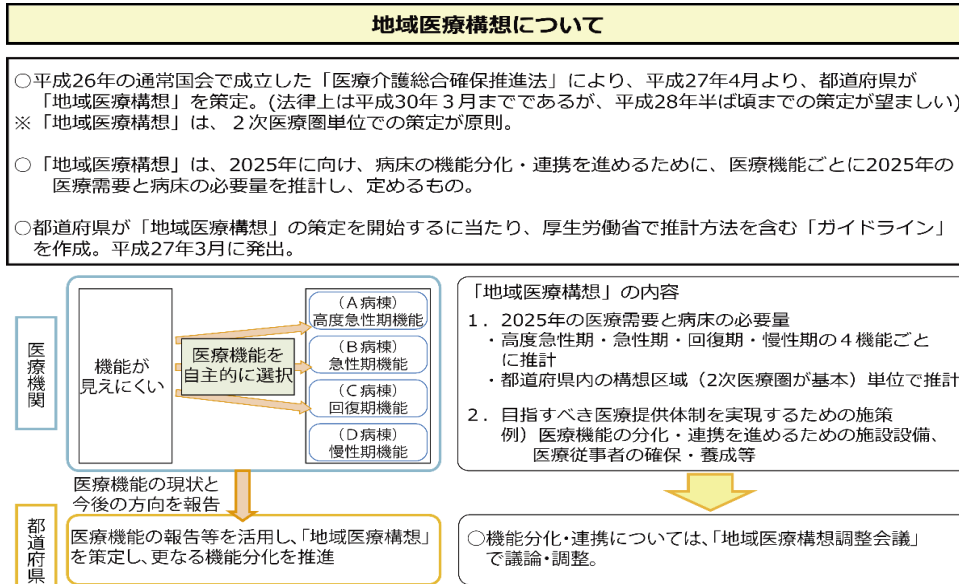 地域医療構想について
○平成26年の通常国会で成立した「医療介護総合確保推進法」により、平成27年4月より、都道府県が
「地域医療構想」を策定。(法律上は平成30年３月までであるが、平成28年半ば頃までの策定が望ましい)
※「地域医療構想」は、２次医療圏単位での策定が原則。
○「地域医療構想」は、2025年に向け、病床の機能分化・連携を進めるために、医療機能ごとに2025年の
医療需要と病床の必要量を推計し、定めるもの。
○都道府県が「地域医療構想」の策定を開始するに当たり、厚生労働省で推計方法を含む「ガイドライン」
を作成。平成27年3月に発出。
医療機関
機能が
見えにくい
医療機能を
自主的に選択
（Ａ病棟）
高度急性期機能
（Ｂ病棟）
急性期機能
（Ｃ病棟）
回復期機能
（Ｄ病棟）
慢性期機能
医療機能の現状と
今後の方向を報告
都道府県
医療機能の報告等を活用し、「地域医療構想」
を策定し、更なる機能分化を推進
「地域医療構想」の内容
１．2025年の医療需要と病床の必要量
・高度急性期・急性期・回復期・慢性期の４機能ごと
に推計
・都道府県内の構想区域（2次医療圏が基本）単位で推計
２．目指すべき医療提供体制を実現するための施策
例）医療機能の分化・連携を進めるための施設設備、
医療従事者の確保・養成等
○機能分化・連携については、「地域医療構想調整会議」
で議論・調整。